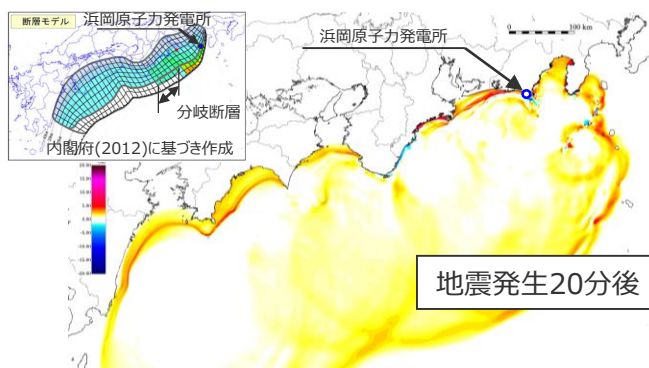 断層モデル
浜岡原子力発電所
分岐断層
内閣府(2012)に基づき作成
浜岡原子力発電所
0 100 km
地震発生20分後